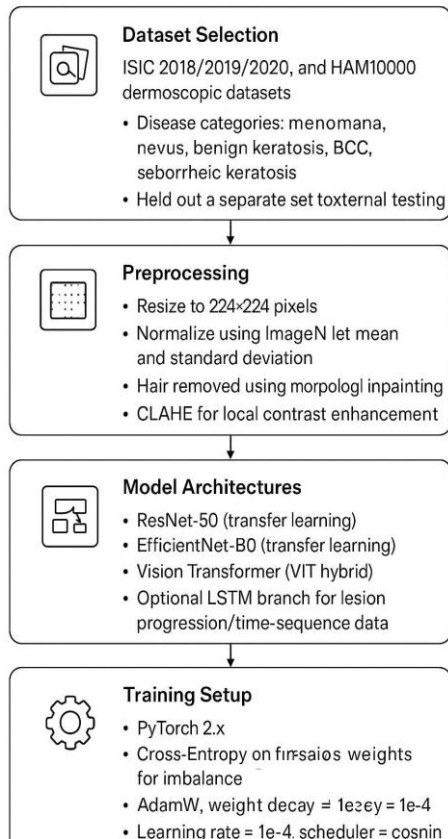 Dataset Selection
ISIC 2018/2019/2020, and HAM10000
dermoscopic datasets
• Disease categories: menomana,
nevus, benign keratosis, BCC,
seborrheic keratosis
• Held out a separate set toxternal testing
Preprocessing
• Resize to 224×224 pixels
• Normalize using ImageN let mean
and standard deviation
• Hair removed using morpologl inpainting
• CLAHE for local contrast enhancement
Model Architectures
• ResNet-50 (transfer learning)
• EfficientNet-B0 (transfer learning)
• Vision Transformer (VIT hybrid)
• Optional LSTM branch for lesion
progression/time-sequence data
Training Setup
• PyTorch 2.x
• Cross-Entropy on weights
for imbalance
• AdamW, weight decay = = 1e-4
• Learning rate = 1e-4, scheduler = cosnin